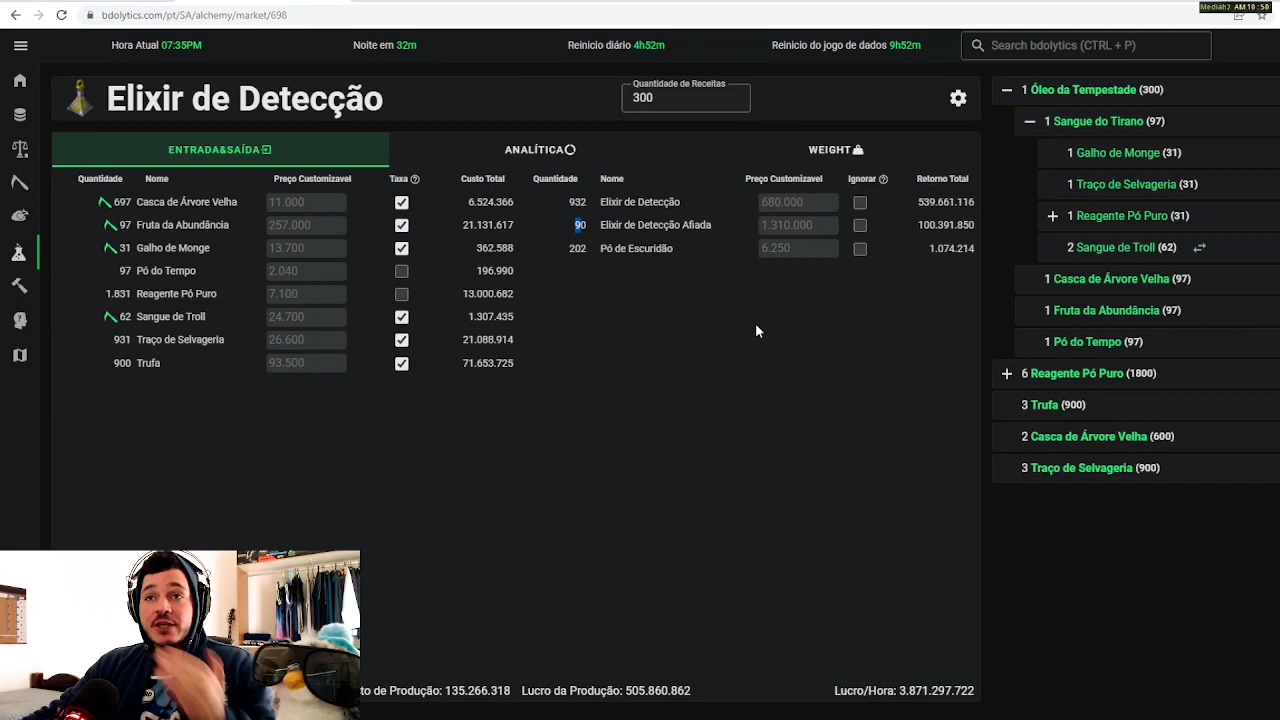 bdolytics.com/pt/SA/alchemy/market/698
Mediah2 AM 10 : 50
Hora Atual 07:35PM
Noite em 32m
Reinicio diário 4h52m
Reinicio do jogo de dados 9h52m
Search bdolytics (CTRL + P)
Elixir de Detecção
Quantidade de Receitas
300
ENTRADA&SAÍDA
ANALÍTICA
WEIGHT
Quantidade Nome Preço Customizavel Taxa Custo Total Quantidade Nome Preço Customizavel Ignorar Retorno Total
697 Casca de Árvore Velha 11.000 6.524.366 932 Elixir de Detecção 680.000 539.661.116
97 Fruta da Abundância 257.000 21.131.617 90 Elixir de Detecção Afiada 1.310.000 100.391.850
31 Galho de Monge 13.700 362.588 202 Pó de Escuridão 6.250 1.074.214
97 Pó do Tempo 2.040 196.990
1.831 Reagente Pó Puro 7.100 13.000.682
62 Sangue de Troll 24.700 1.307.435
931 Traço de Selvageria 26.600 21.088.914
900 Trufa 93.500 71.653.725
1 Óleo da Tempestade (300)
1 Sangue do Tirano (97)
1 Galho de Monge (31)
1 Traço de Selvageria (31)
1 Reagente Pó Puro (31)
2 Sangue de Troll (62)
1 Casca de Árvore Velha (97)
1 Fruta da Abundância (97)
1 Pó do Tempo (97)
6 Reagente Pó Puro (1800)
3 Trufa (900)
2 Casca de Árvore Velha (600)
3 Traço de Selvageria (900)
to de Produção: 135.266.318 Lucro da Produção: 505.860.862 Lucro/Hora: 3.871.297.722